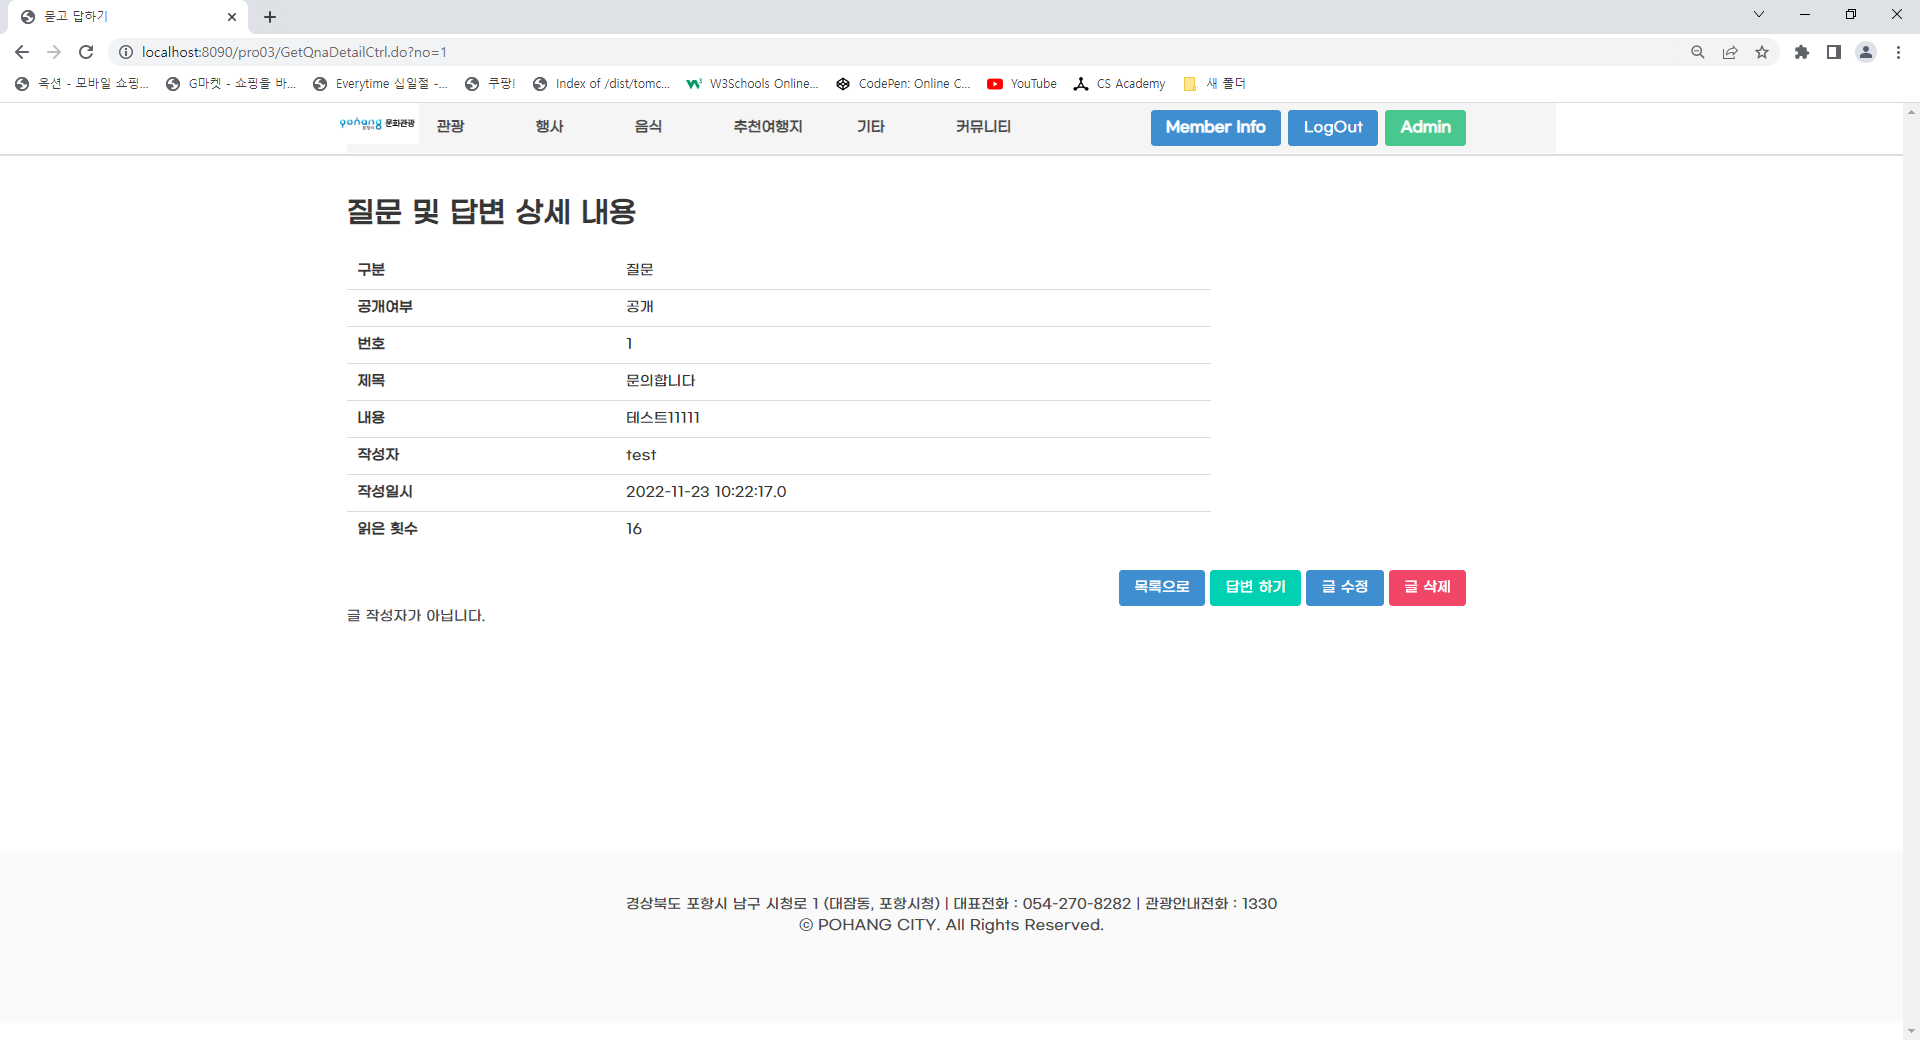 묻고 답하기
localhost:8090/pro03/GetQnaDetailCtrl.do?no=1
옥션 - 모바일 쇼핑... G마켓 - 쇼핑을 바... Everytime 십일절 -... 쿠팡! Index of /dist/tomc... W3Schools Online... CodePen: Online C... YouTube CS Academy 새 폴더
pohang 포항시 문화관광 관광 행사 음식 추천여행지 기타 커뮤니티 Member Info LogOut Admin
질문 및 답변 상세 내용
구분 질문
공개여부 공개
번호 1
제목 문의합니다
내용 테스트11111
작성자 test
작성일시 2022-11-23 10:22:17.0
읽은 횟수 16
목록으로 답변 하기 글 수정 글 삭제
글 작성자가 아닙니다.
경상북도 포항시 남구 시청로 1 (대잠동, 포항시청) | 대표전화 : 054-270-8282 | 관광안내전화 : 1330
ⓒ POHANG CITY. All Rights Reserved.